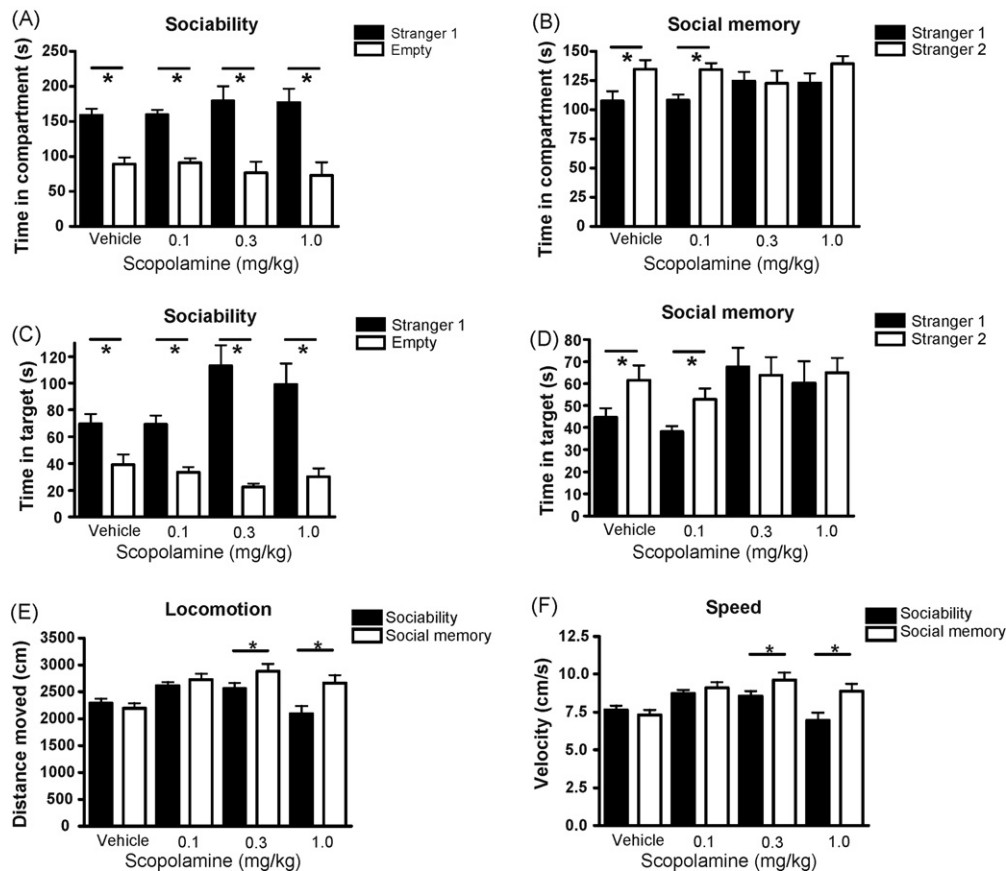 (A)
Sociability
Stranger 1
Empty
Time in compartment (s)
250
200
150
100
50
0
* * * *
Vehicle 0.1 0.3 1.0
Scopolamine (mg/kg)
(B)
Social memory
Stranger 1
Stranger 2
Time in compartment (s)
150
125
100
75
50
25
0
* *
Vehicle 0.1 0.3 1.0
Scopolamine (mg/kg)
(C)
Sociability
Stranger 1
Empty
Time in target (s)
120
100
80
60
40
20
0
* * * *
Vehicle 0.1 0.3 1.0
Scopolamine (mg/kg)
(D)
Social memory
Stranger 1
Stranger 2
Time in target (s)
80
70
60
50
40
30
20
10
0
* *
Vehicle 0.1 0.3 1.0
Scopolamine (mg/kg)
(E)
Locomotion
Sociability
Social memory
Distance moved (cm)
3500
3000
2500
2000
1500
1000
500
0
* *
Vehicle 0.1 0.3 1.0
Scopolamine (mg/kg)
(F)
Speed
Sociability
Social memory
Velocity (cm/s)
12.5
10.0
7.5
5.0
2.5
0.0
* *
Vehicle 0.1 0.3 1.0
Scopolamine (mg/kg)